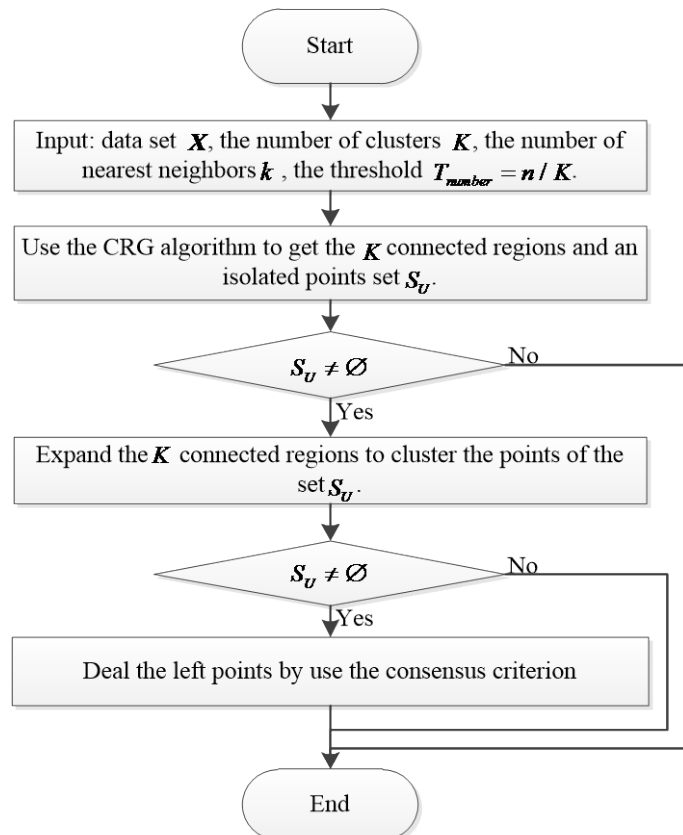 Start
Input: data set X, the number of clusters K, the number of
nearest neighbors k , the threshold T_number = n / K.
Use the CRG algorithm to get the K connected regions and an
isolated points set S_U.
S_U ≠ ∅
No
Yes
Expand the K connected regions to cluster the points of the
set S_U.
S_U ≠ ∅
No
Yes
Deal the left points by use the consensus criterion
End